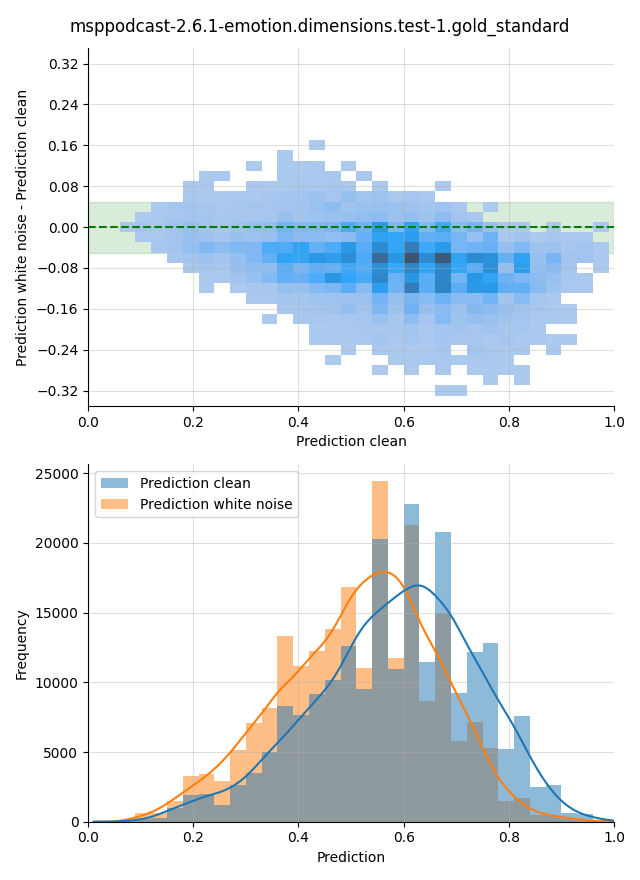 msppodcast-2.6.1-emotion.dimensions.test-1.gold_standard
Prediction white noise - Prediction clean
0.32
0.24
0.16
0.08
0.00
−0.08
−0.16
−0.24
−0.32
0.0 0.2 0.4 0.6 0.8 1.0
Prediction clean
Frequency
25000
20000
15000
10000
5000
0
Prediction clean
Prediction white noise
0.0 0.2 0.4 0.6 0.8 1.0
Prediction